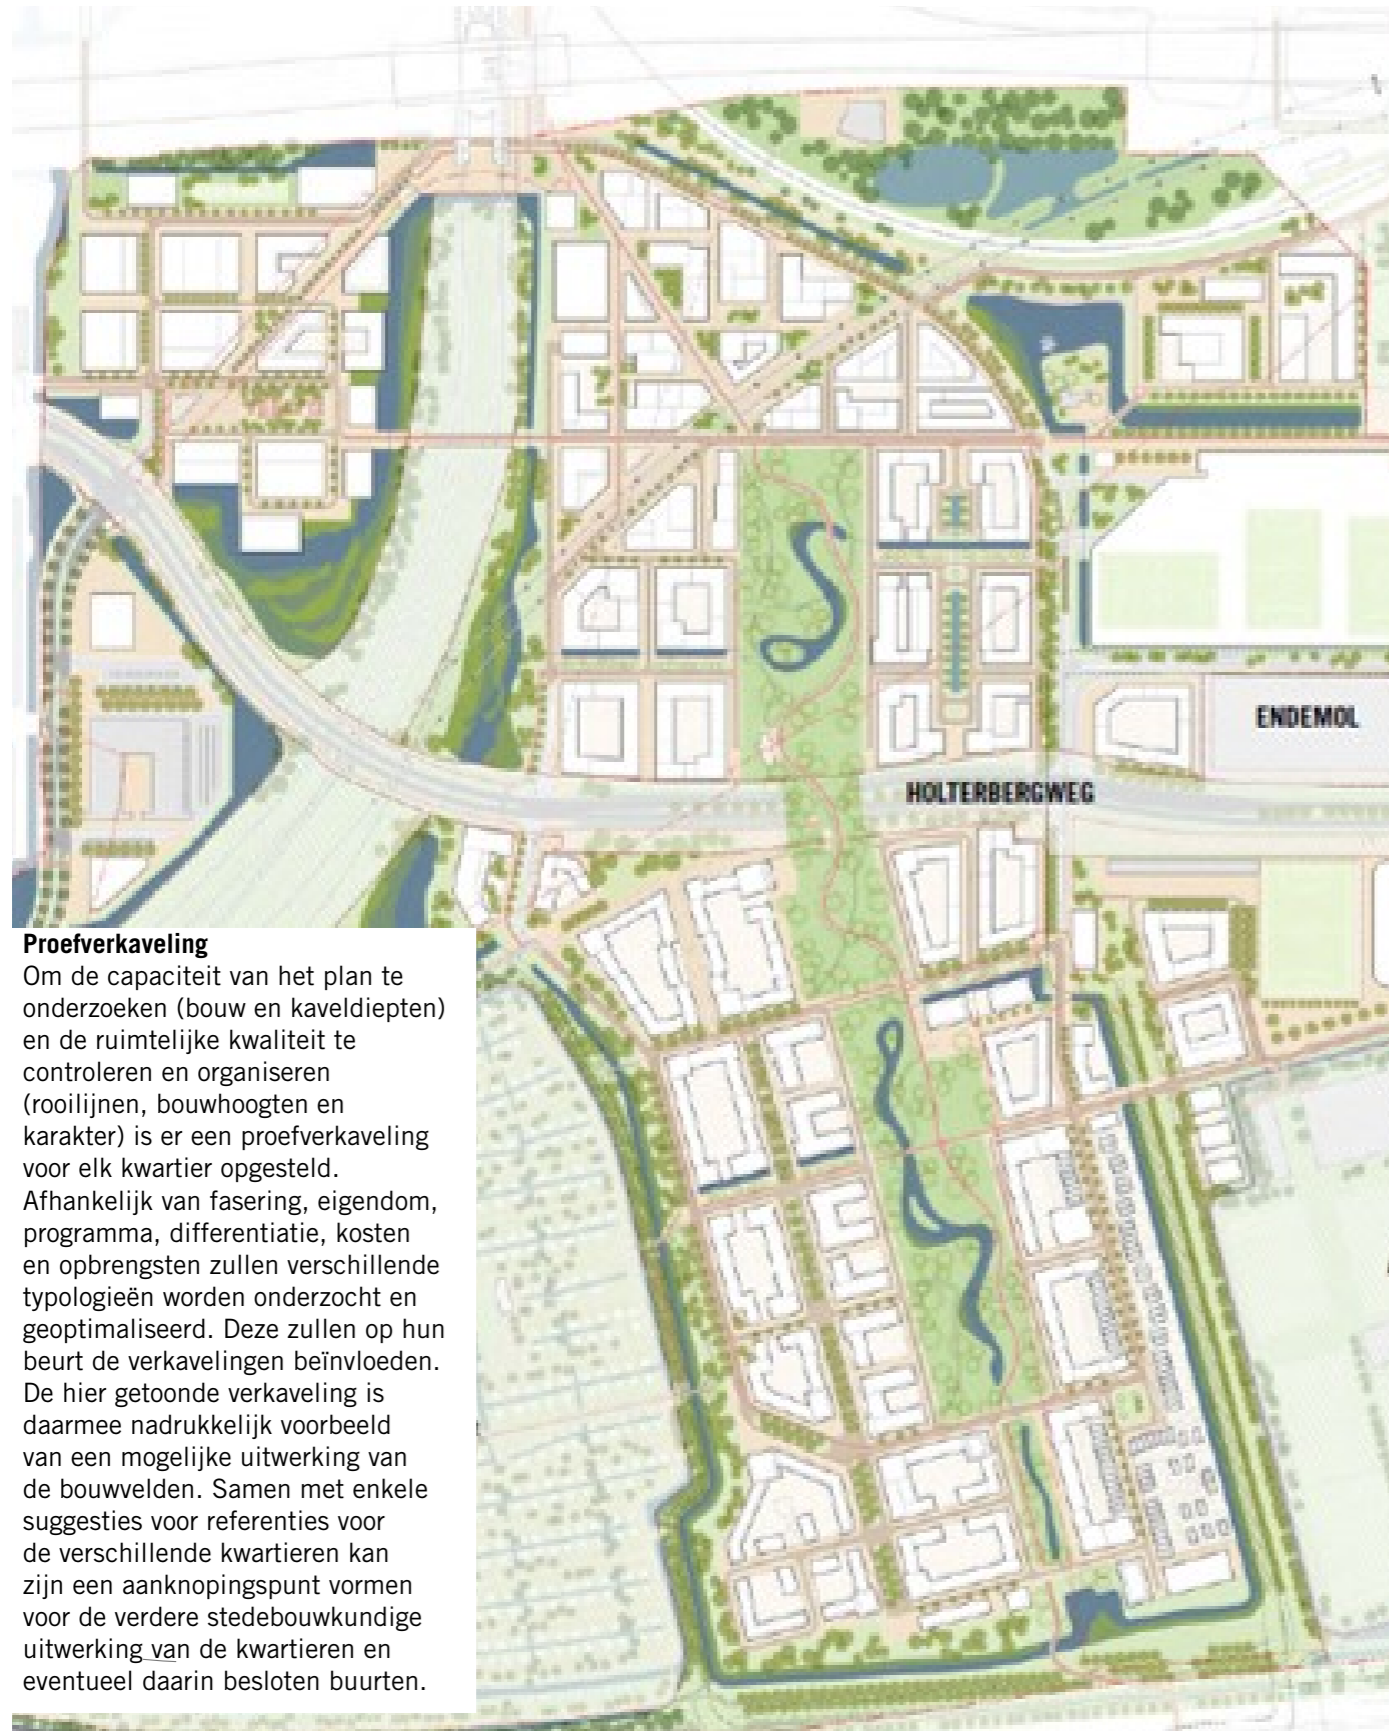 ENDEMOL
HOLTERBERGWEG
Proefverkaveling
Om de capaciteit van het plan te
onderzoeken (bouw en kaveldiepten)
en de ruimtelijke kwaliteit te
controleren en organiseren
(rooilijnen, bouwhoogten en
karakter) is er een proefverkaveling
voor elk kwartier opgesteld.
Afhankelijk van fasering, eigendom,
programma, differentiatie, kosten
en opbrengsten zullen verschillende
typologieën worden onderzocht en
geoptimaliseerd. Deze zullen op hun
beurt de verkavelingen beïnvloeden.
De hier getoonde verkaveling is
daarmee nadrukkelijk voorbeeld
van een mogelijke uitwerking van
de bouwvelden. Samen met enkele
suggesties voor referenties voor
de verschillende kwartieren kan
zijn een aanknopingspunt vormen
voor de verdere stedebouwkundige
uitwerking van de kwartieren en
eventueel daarin besloten buurten.